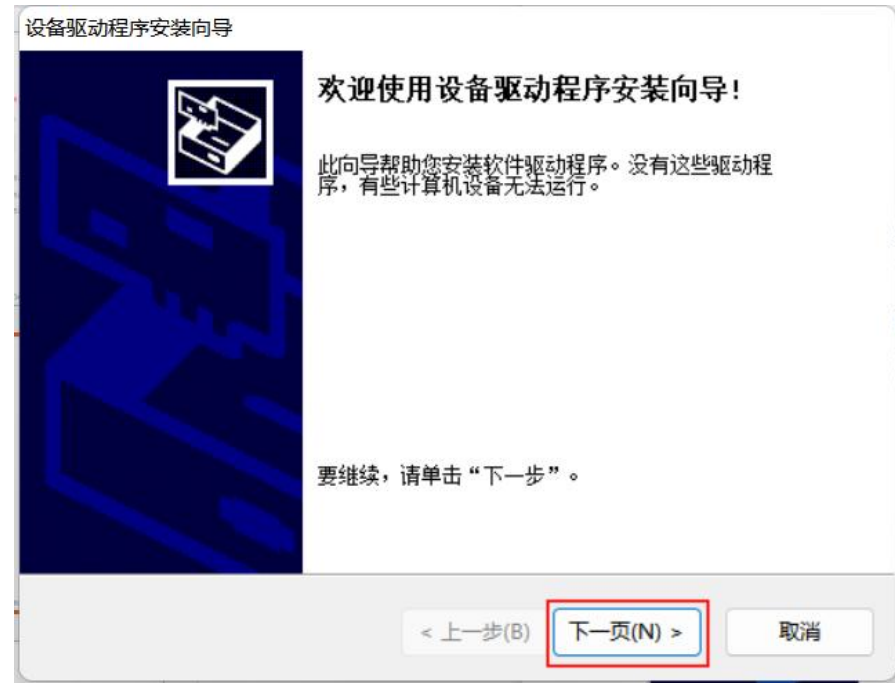 设备驱动程序安装向导
欢迎使用设备驱动程序安装向导!
此向导帮助您安装软件驱动程序。没有这些驱动程
序，有些计算机设备无法运行。
要继续，请单击“下一步”。
< 上一步(B)
下一页(N) >
取消